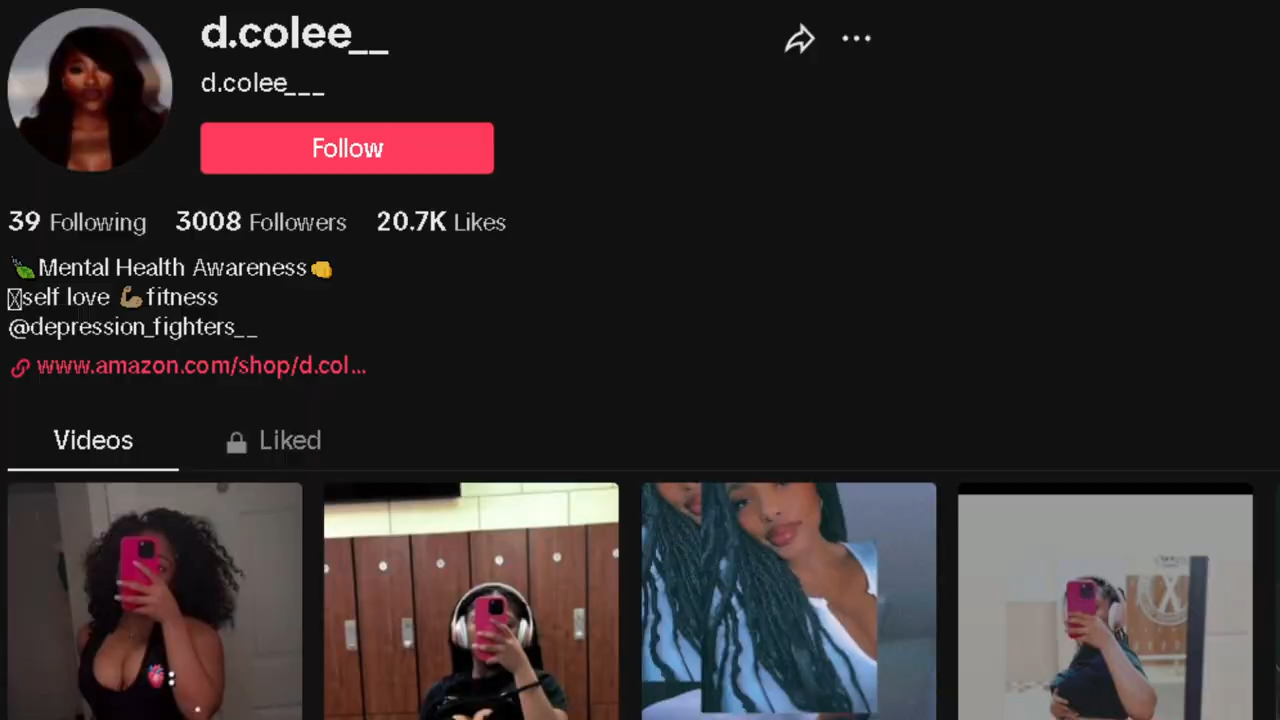 d.colee__
d.colee___
Follow
39 Following 3008 Followers 20.7K Likes
Mental Health Awareness
self love fitness
@depression_fighters__
www.amazon.com/shop/d.col...
Videos Liked